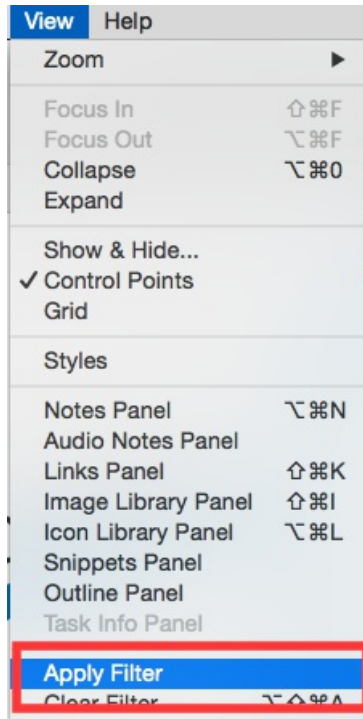 View Help
Zoom ▶
Focus In ⇧⌘F
Focus Out ⌥⌘F
Collapse ⌥⌘0
Expand
Show & Hide...
✓ Control Points
Grid
Styles
Notes Panel ⌥⌘N
Audio Notes Panel
Links Panel ⇧⌘K
Image Library Panel ⇧⌘I
Icon Library Panel ⌥⌘L
Snippets Panel
Outline Panel
Task Info Panel
Apply Filter
Clear Filter ⌥⇧⌘A